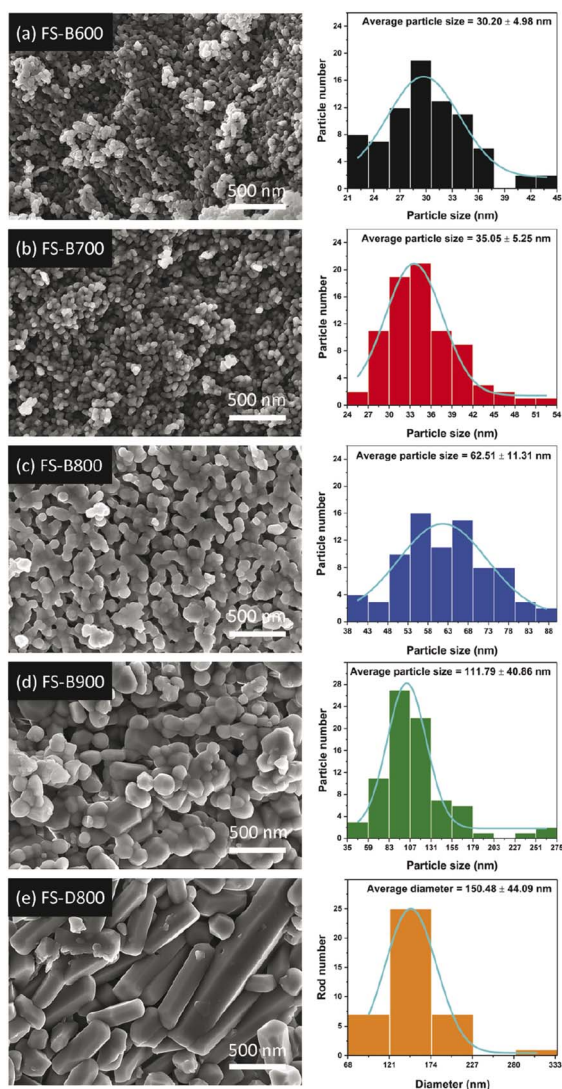 (a) FS-B600
500 nm
Average particle size = 30.20 ± 4.98 nm
Particle number
20
16
12
8
4
0
21 24 27 30 33 36 39 42 45
Particle size (nm)
(b) FS-B700
500 nm
Average particle size = 35.05 ± 5.25 nm
Particle number
24
20
16
12
8
4
0
24 27 30 33 36 39 42 45 48 51 54
Particle size (nm)
(c) FS-B800
500 nm
Average particle size = 62.51 ± 11.31 nm
Particle number
20
16
12
8
4
0
38 43 48 53 58 63 68 73 78 83 88
Particle size (nm)
(d) FS-B900
500 nm
Average particle size = 111.79 ± 40.86 nm
Particle number
28
24
20
16
12
8
4
0
35 59 83 107 131 155 179 203 227 251 275
Particle size (nm)
(e) FS-D800
500 nm
Average diameter = 150.48 ± 44.09 nm
Rod number
30
25
20
15
10
5
0
68 121 174 227 280 333
Diameter (nm)